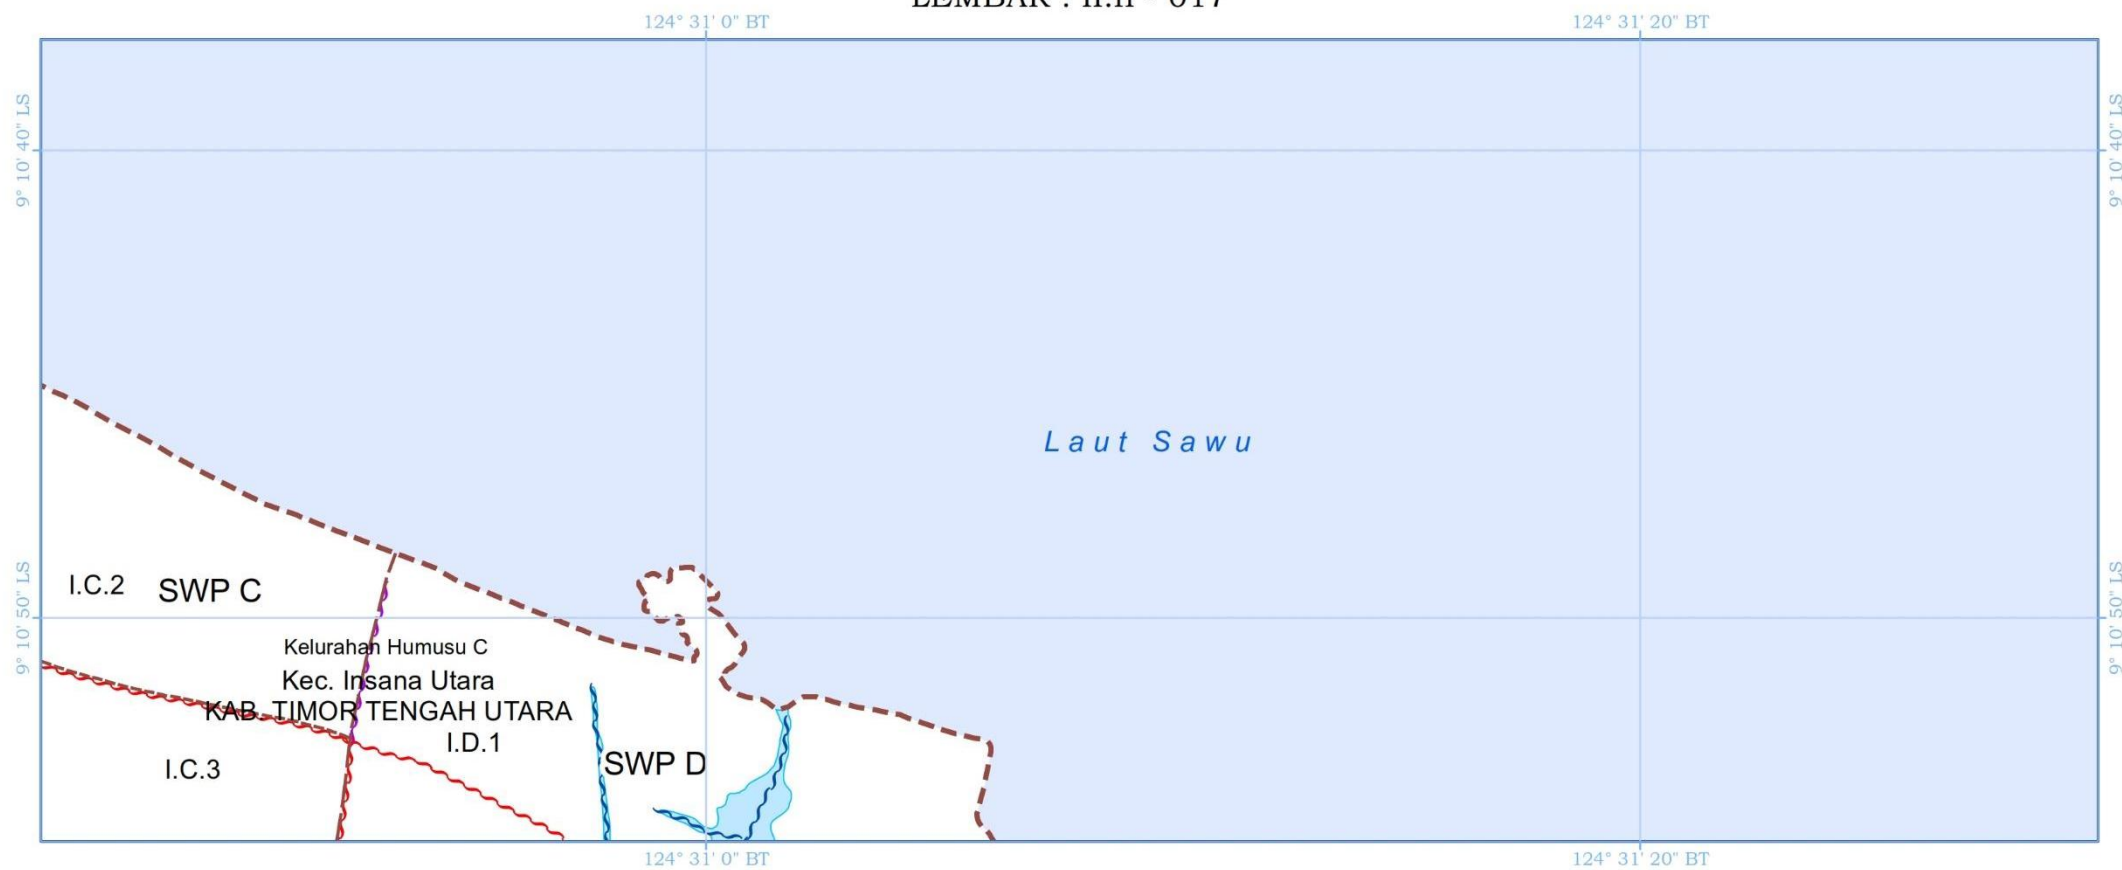 124° 31' 0" BT
124° 31' 20" BT
9° 10' 40" LS
9° 10' 40" LS
Laut Sawu
I.C.2
SWP C
9° 10' 50" LS
9° 10' 50" LS
Kelurahan Humusu C
Kec. Insana Utara
KAB. TIMOR TENGAH UTARA
I.D.1
SWP D
I.C.3
124° 31' 0" BT
124° 31' 20" BT